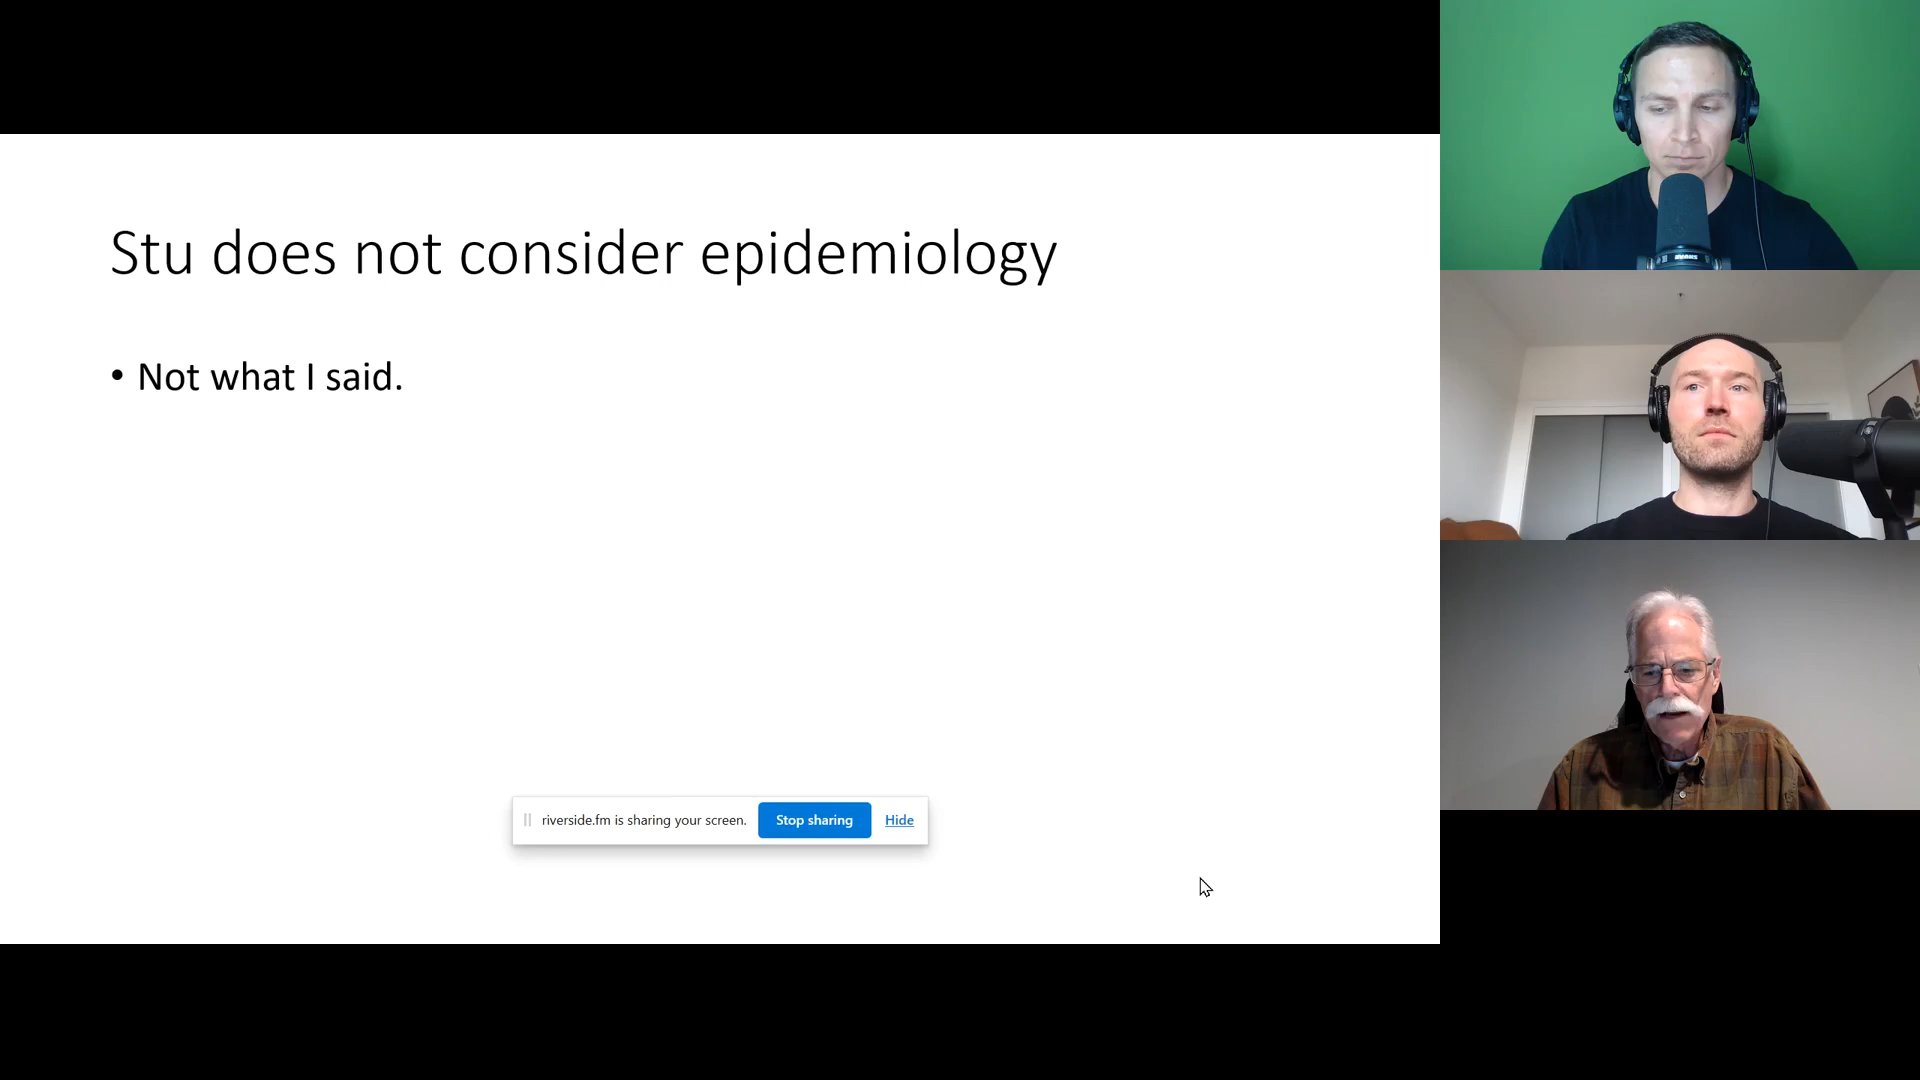 Stu does not consider epidemiology
• Not what I said.
riverside.fm is sharing your screen. Stop sharing Hide